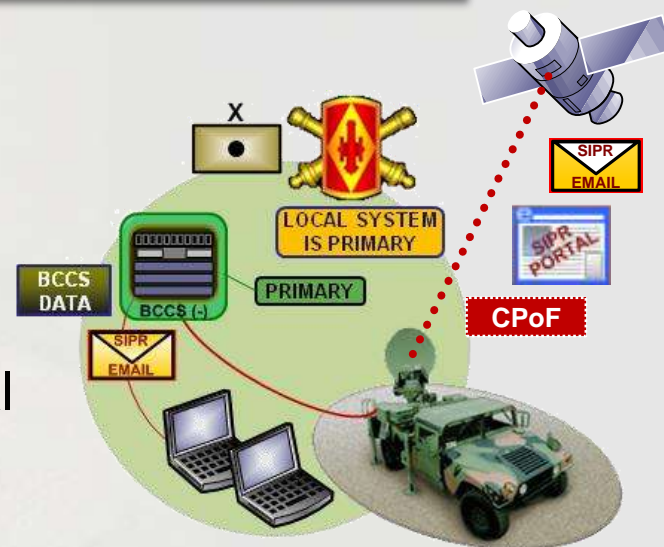 X
LOCAL SYSTEM
IS PRIMARY
SIPR
EMAIL
SIPR
PORTAL
CPoF
BCCS
DATA
BCCS (-)
PRIMARY
SIPR
EMAIL
l